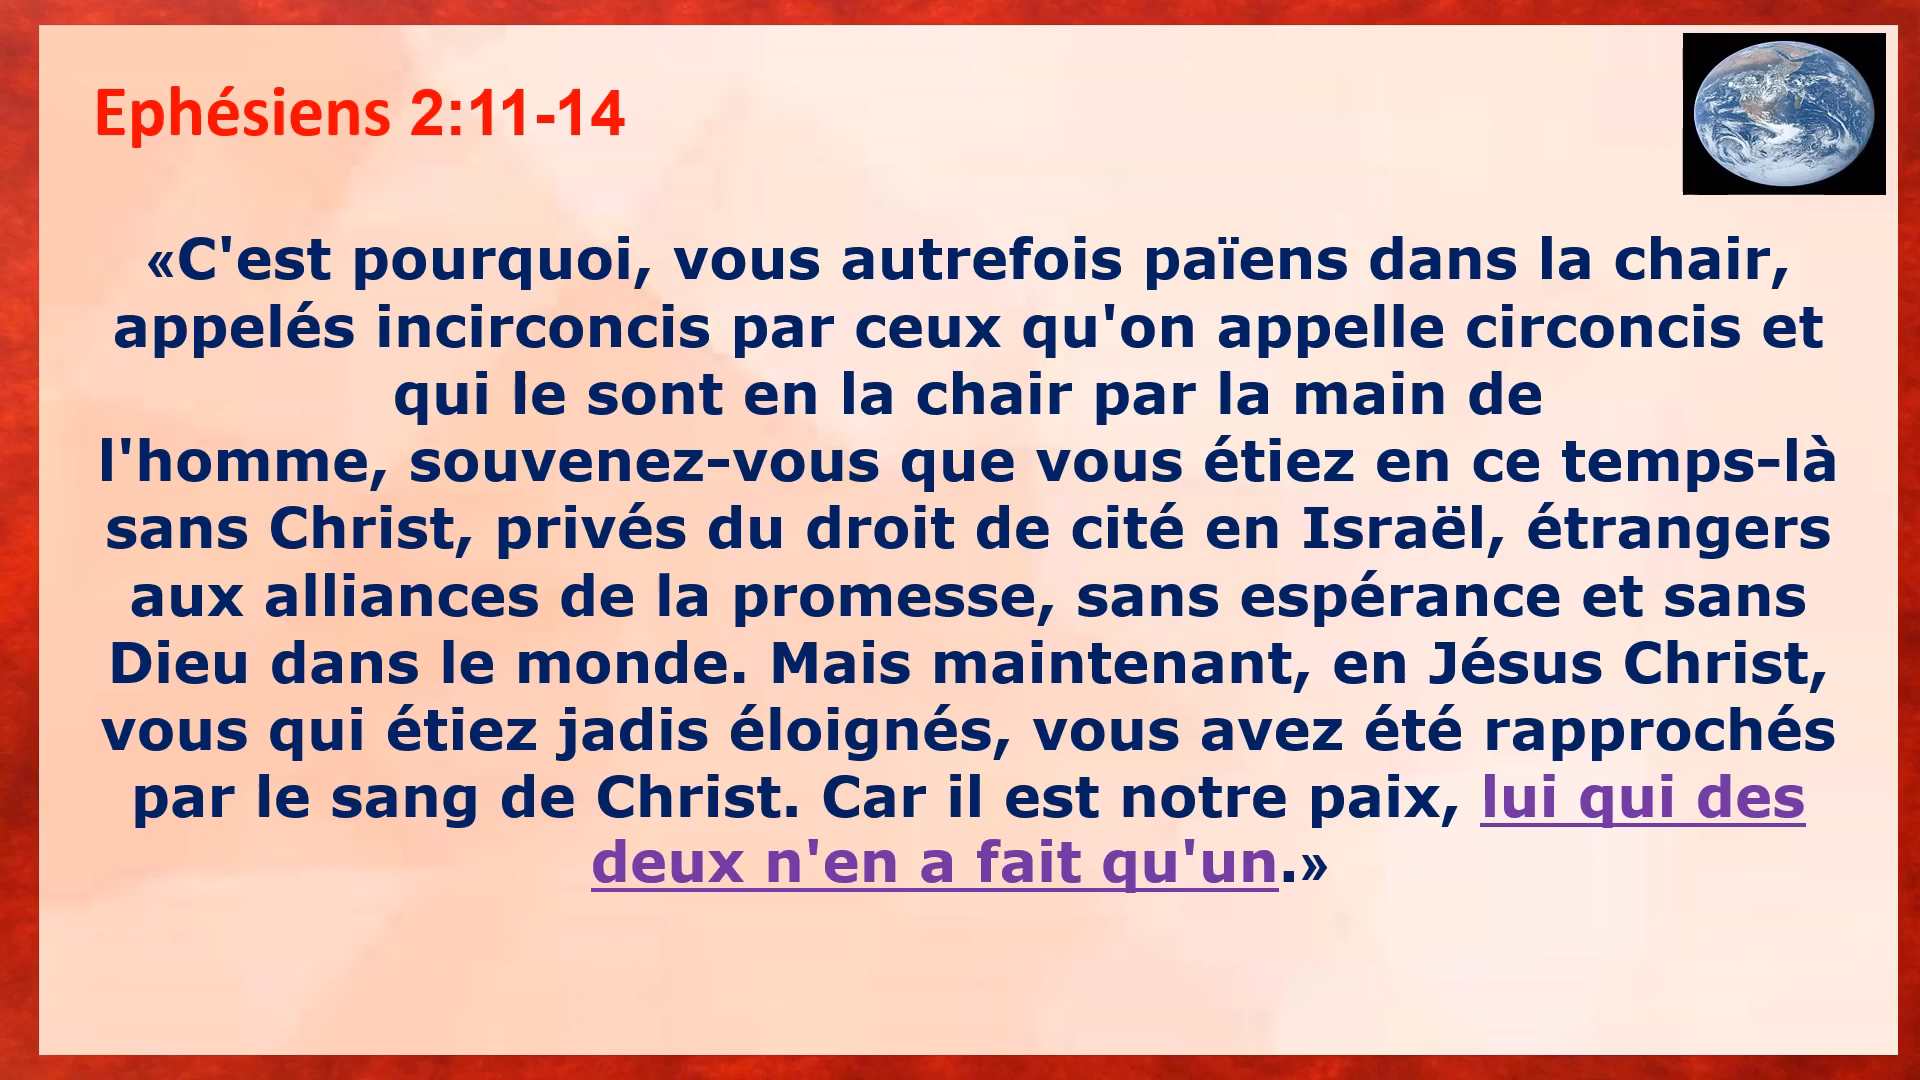 Ephésiens 2:11-14
«C'est pourquoi, vous autrefois païens dans la chair,
appelés incirconcis par ceux qu'on appelle circoncis et
qui le sont en la chair par la main de
l'homme, souvenez-vous que vous étiez en ce temps-là
sans Christ, privés du droit de cité en Israël, étrangers
aux alliances de la promesse, sans espérance et sans
Dieu dans le monde. Mais maintenant, en Jésus Christ,
vous qui étiez jadis éloignés, vous avez été rapprochés
par le sang de Christ. Car il est notre paix, lui qui des
deux n'en a fait qu'un.»